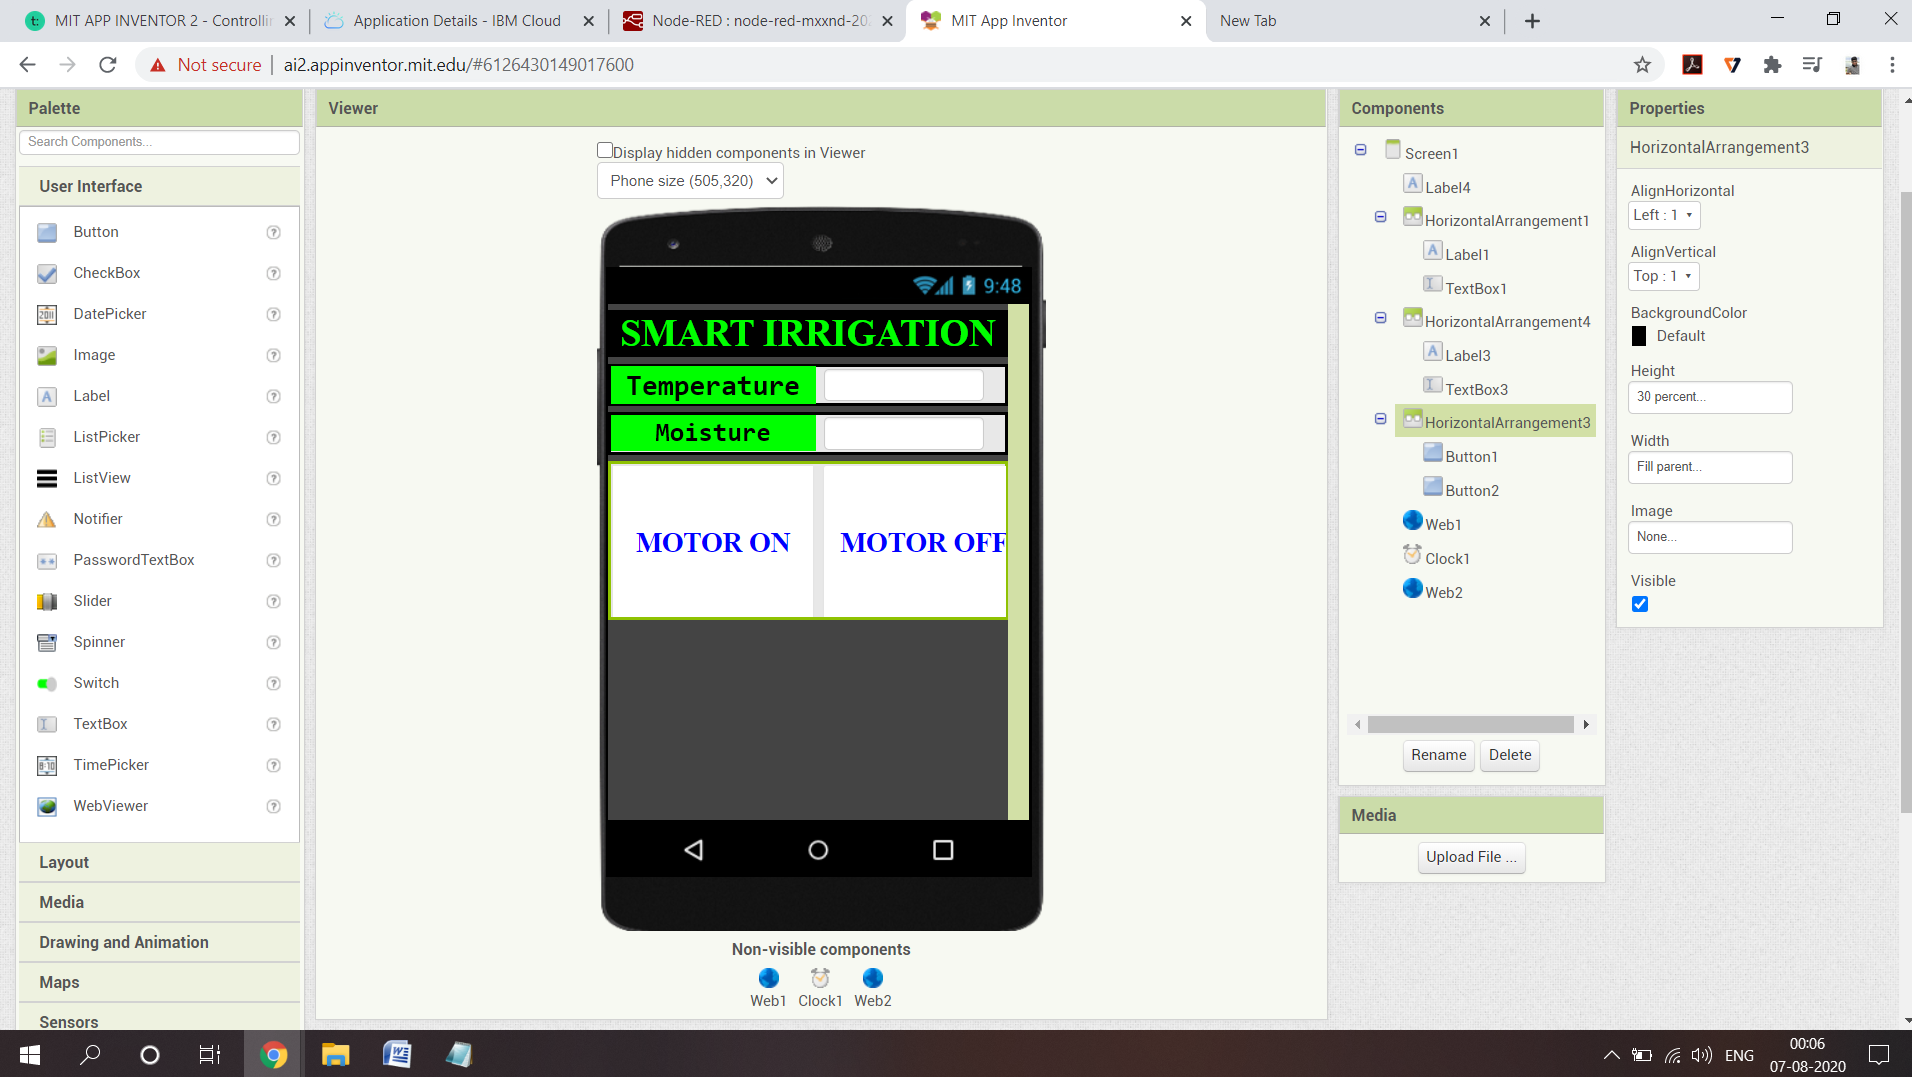 MIT APP INVENTOR 2 - Controllin
Application Details - IBM Cloud
Node-RED : node-red-mxxnd-202
MIT App Inventor
New Tab
Not secure
ai2.appinventor.mit.edu/#6126430149017600
Palette
Search Components...
User Interface
Button
CheckBox
DatePicker
Image
Label
ListPicker
ListView
Notifier
PasswordTextBox
Slider
Spinner
Switch
TextBox
TimePicker
WebViewer
Layout
Media
Drawing and Animation
Maps
Sensors
Viewer
Display hidden components in Viewer
Phone size (505,320)
9:48
SMART IRRIGATION
Temperature
Moisture
MOTOR ON
MOTOR OFF
Non-visible components
Web1 Clock1 Web2
Components
Screen1
Label4
HorizontalArrangement1
Label1
TextBox1
HorizontalArrangement4
Label3
TextBox3
HorizontalArrangement3
Button1
Button2
Web1
Clock1
Web2
Rename
Delete
Media
Upload File ...
Properties
HorizontalArrangement3
AlignHorizontal
Left : 1
AlignVertical
Top : 1
BackgroundColor
Default
Height
30 percent...
Width
Fill parent...
Image
None...
Visible
ENG
00:06
07-08-2020